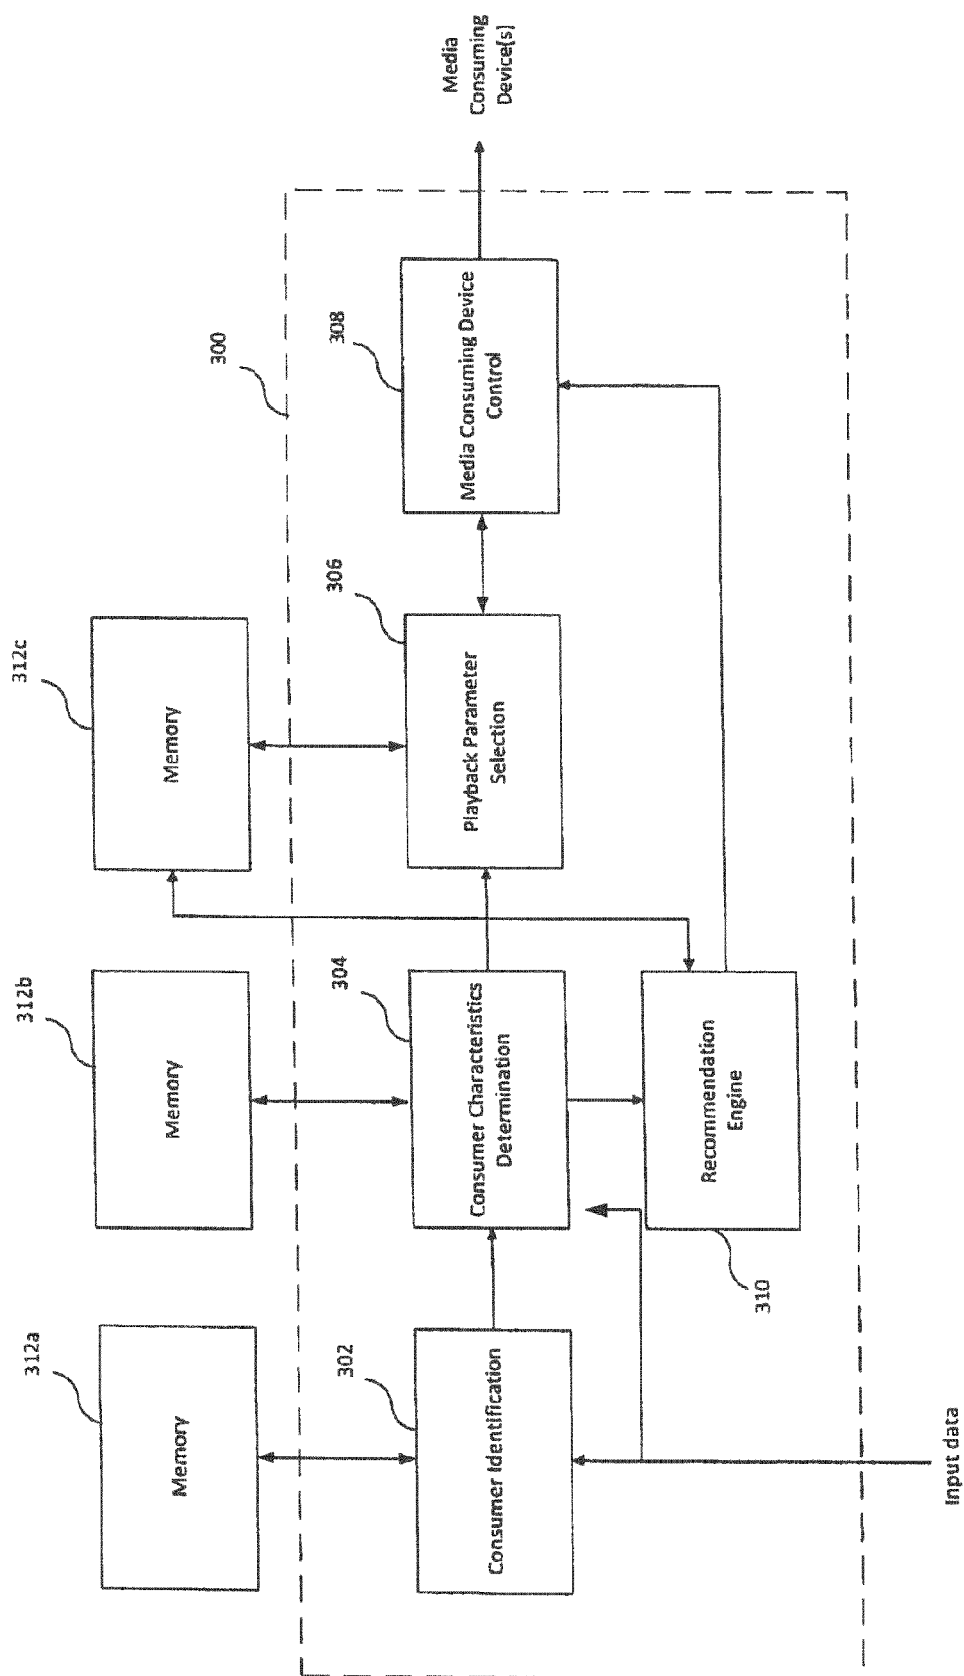 312a
312b
312c
Memory
Memory
Memory
300
302
304
306
308
Consumer Identification
Consumer Characteristics
Determination
Playback Parameter
Selection
Media Consuming Device
Control
Media
Consuming
Device(s)
Recommendation
Engine
310
Input data